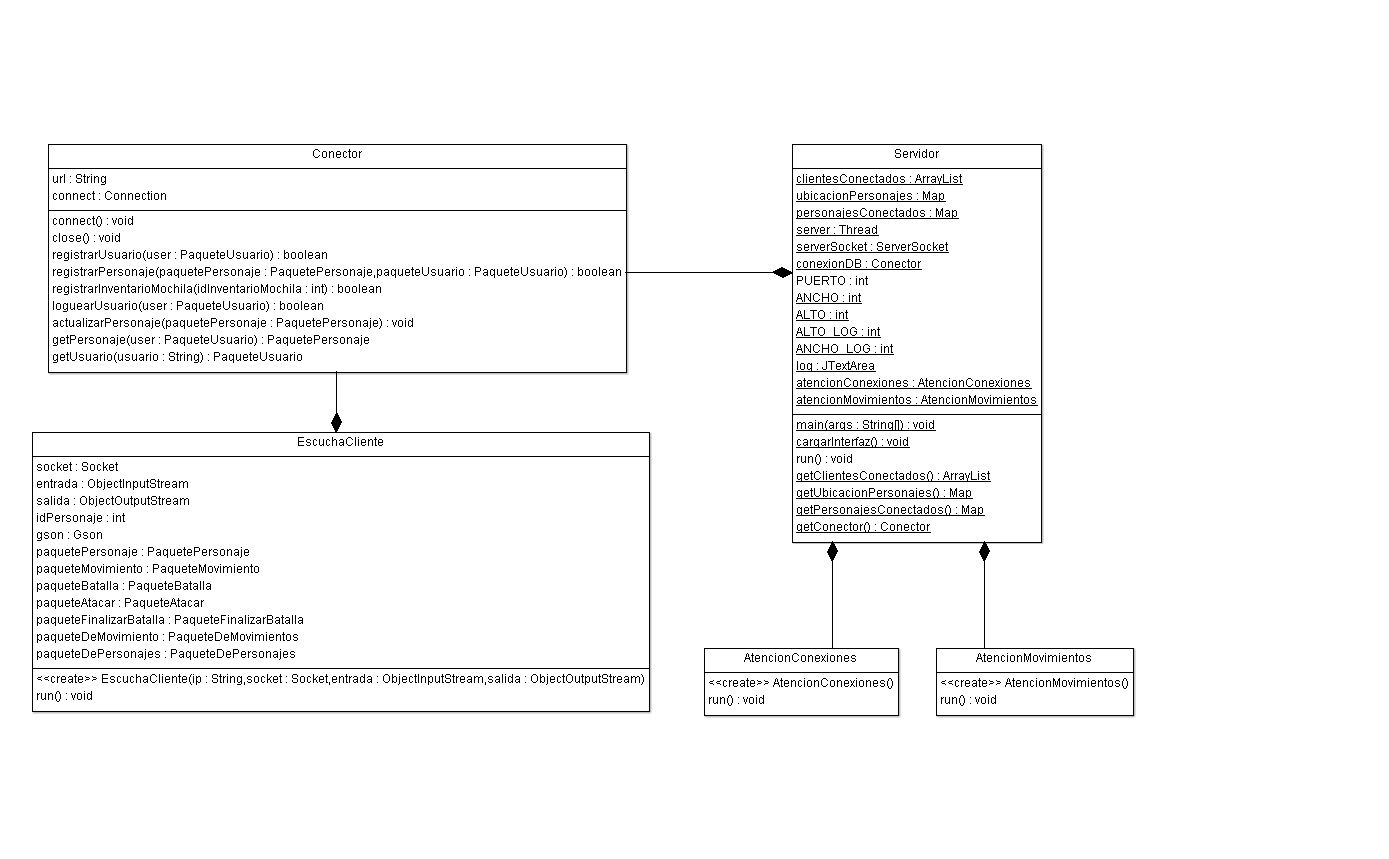 Conector
url : String
connect : Connection
connect() : void
close() : void
registrarUsuario(user : PaqueteUsuario) : boolean
registrarPersonaje(paquetePersonaje : PaquetePersonaje,paqueteUsuario : PaqueteUsuario) : boolean
registrarInventarioMochila(idInventarioMochila : int) : boolean
loguearUsuario(user : PaqueteUsuario) : boolean
actualizarPersonaje(paquetePersonaje : PaquetePersonaje) : void
getPersonaje(user : PaqueteUsuario) : PaquetePersonaje
getUsuario(usuario : String) : PaqueteUsuario
Servidor
clientesConectados : ArrayList
ubicacionPersonajes : Map
personajesConectados : Map
server : Thread
serverSocket : ServerSocket
conexionDB : Conector
PUERTO : int
ANCHO : int
ALTO : int
ALTO_LOG : int
ANCHO_LOG : int
log : JTextArea
atencionConexiones : AtencionConexiones
atencionMovimientos : AtencionMovimientos
main(args : String[]) : void
cargarInterfaz() : void
run() : void
getClientesConectados() : ArrayList
getUbicacionPersonajes() : Map
getPersonajesConectados() : Map
getConector() : Conector
EscuchaCliente
socket : Socket
entrada : ObjectInputStream
salida : ObjectOutputStream
idPersonaje : int
gson : Gson
paquetePersonaje : PaquetePersonaje
paqueteMovimiento : PaqueteMovimiento
paqueteBatalla : PaqueteBatalla
paqueteAtacar : PaqueteAtacar
paqueteFinalizarBatalla : PaqueteFinalizarBatalla
paqueteDeMovimiento : PaqueteDeMovimientos
paqueteDePersonajes : PaqueteDePersonajes
<<create>> EscuchaCliente(ip : String,socket : Socket,entrada : ObjectInputStream,salida : ObjectOutputStream)
run() : void
AtencionConexiones
<<create>> AtencionConexiones()
run() : void
AtencionMovimientos
<<create>> AtencionMovimientos()
run() : void